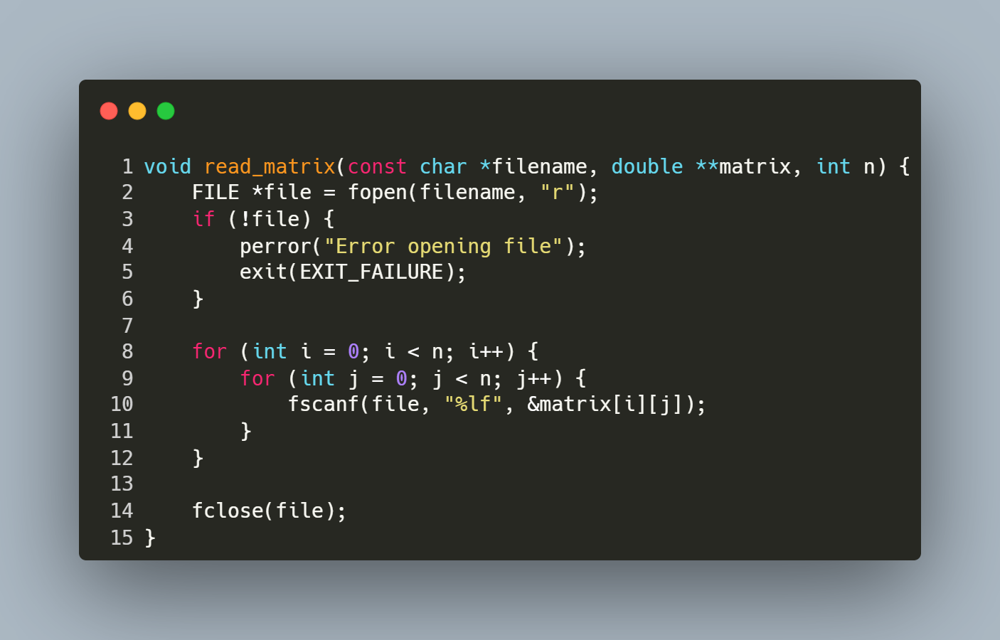 1 void read_matrix(const char *filename, double **matrix, int n) {
2     FILE *file = fopen(filename, "r");
3     if (!file) {
4         perror("Error opening file");
5         exit(EXIT_FAILURE);
6     }
7
8     for (int i = 0; i < n; i++) {
9         for (int j = 0; j < n; j++) {
10             fscanf(file, "%lf", &matrix[i][j]);
11         }
12     }
13
14     fclose(file);
15 }